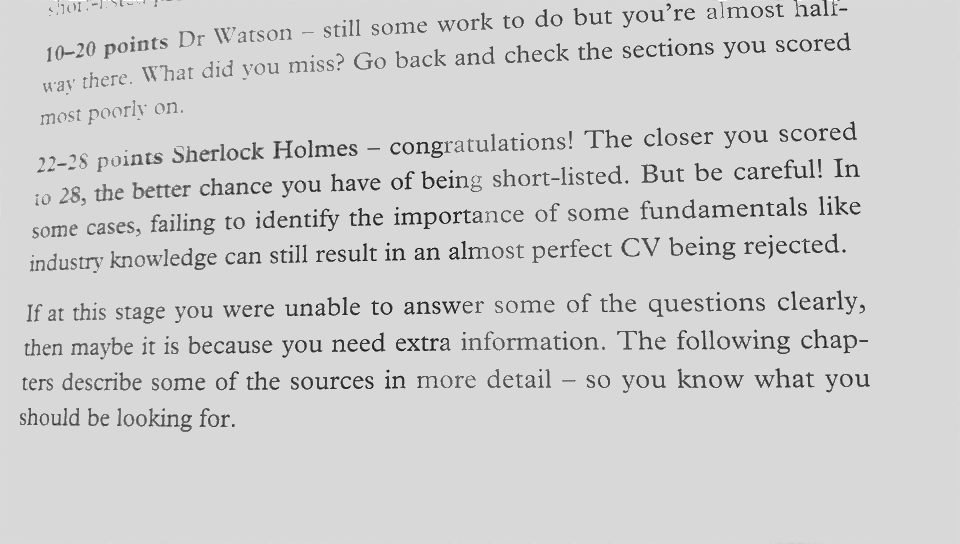 10–20 points Dr Watson – still some work to do but you're almost half-
way there. What did you miss? Go back and check the sections you scored
most poorly on.
22–28 points Sherlock Holmes – congratulations! The closer you scored
to 28, the better chance you have of being short-listed. But be careful! In
some cases, failing to identify the importance of some fundamentals like
industry knowledge can still result in an almost perfect CV being rejected.
If at this stage you were unable to answer some of the questions clearly,
then maybe it is because you need extra information. The following chap-
ters describe some of the sources in more detail – so you know what you
should be looking for.